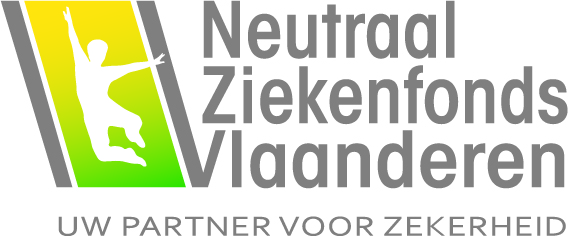 Neutraal
Ziekenfonds
Vlaanderen
UW PARTNER VOOR ZEKERHEID